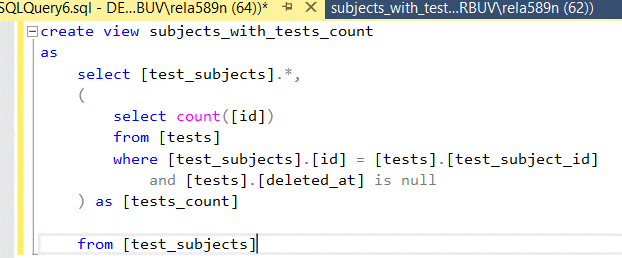 SQLQuery6.sql - DE...BUV\rela589n (64))* subjects_with_test...RBUV\rela589n (62))
create view subjects_with_tests_count
as
select [test_subjects].*,
(
select count([id])
from [tests]
where [test_subjects].[id] = [tests].[test_subject_id]
and [tests].[deleted_at] is null
) as [tests_count]
from [test_subjects]